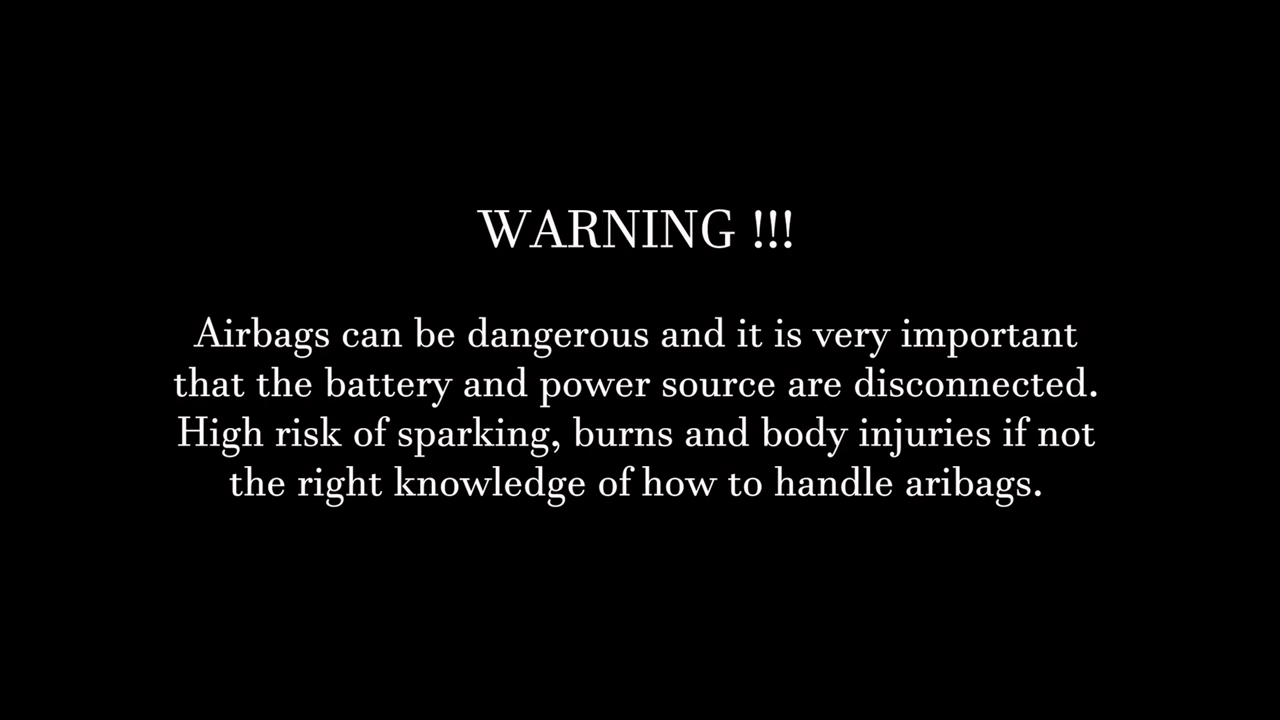 WARNING !!!
Airbags can be dangerous and it is very important
that the battery and power source are disconnected.
High risk of sparking, burns and body injuries if not
the right knowledge of how to handle aribags.